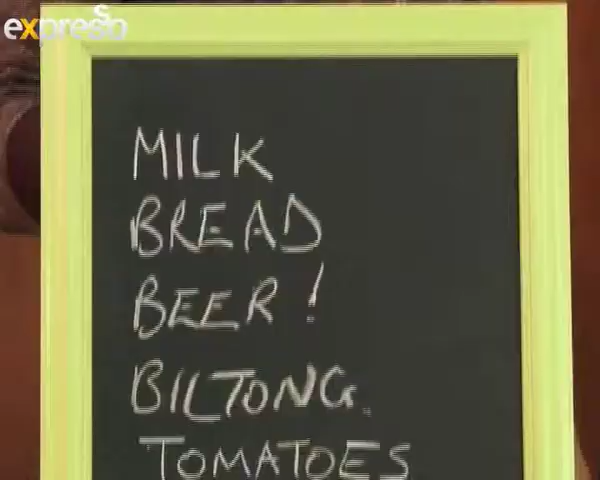 expresso
MILK
BREAD
BEER!
BILTONG.
TOMATOES